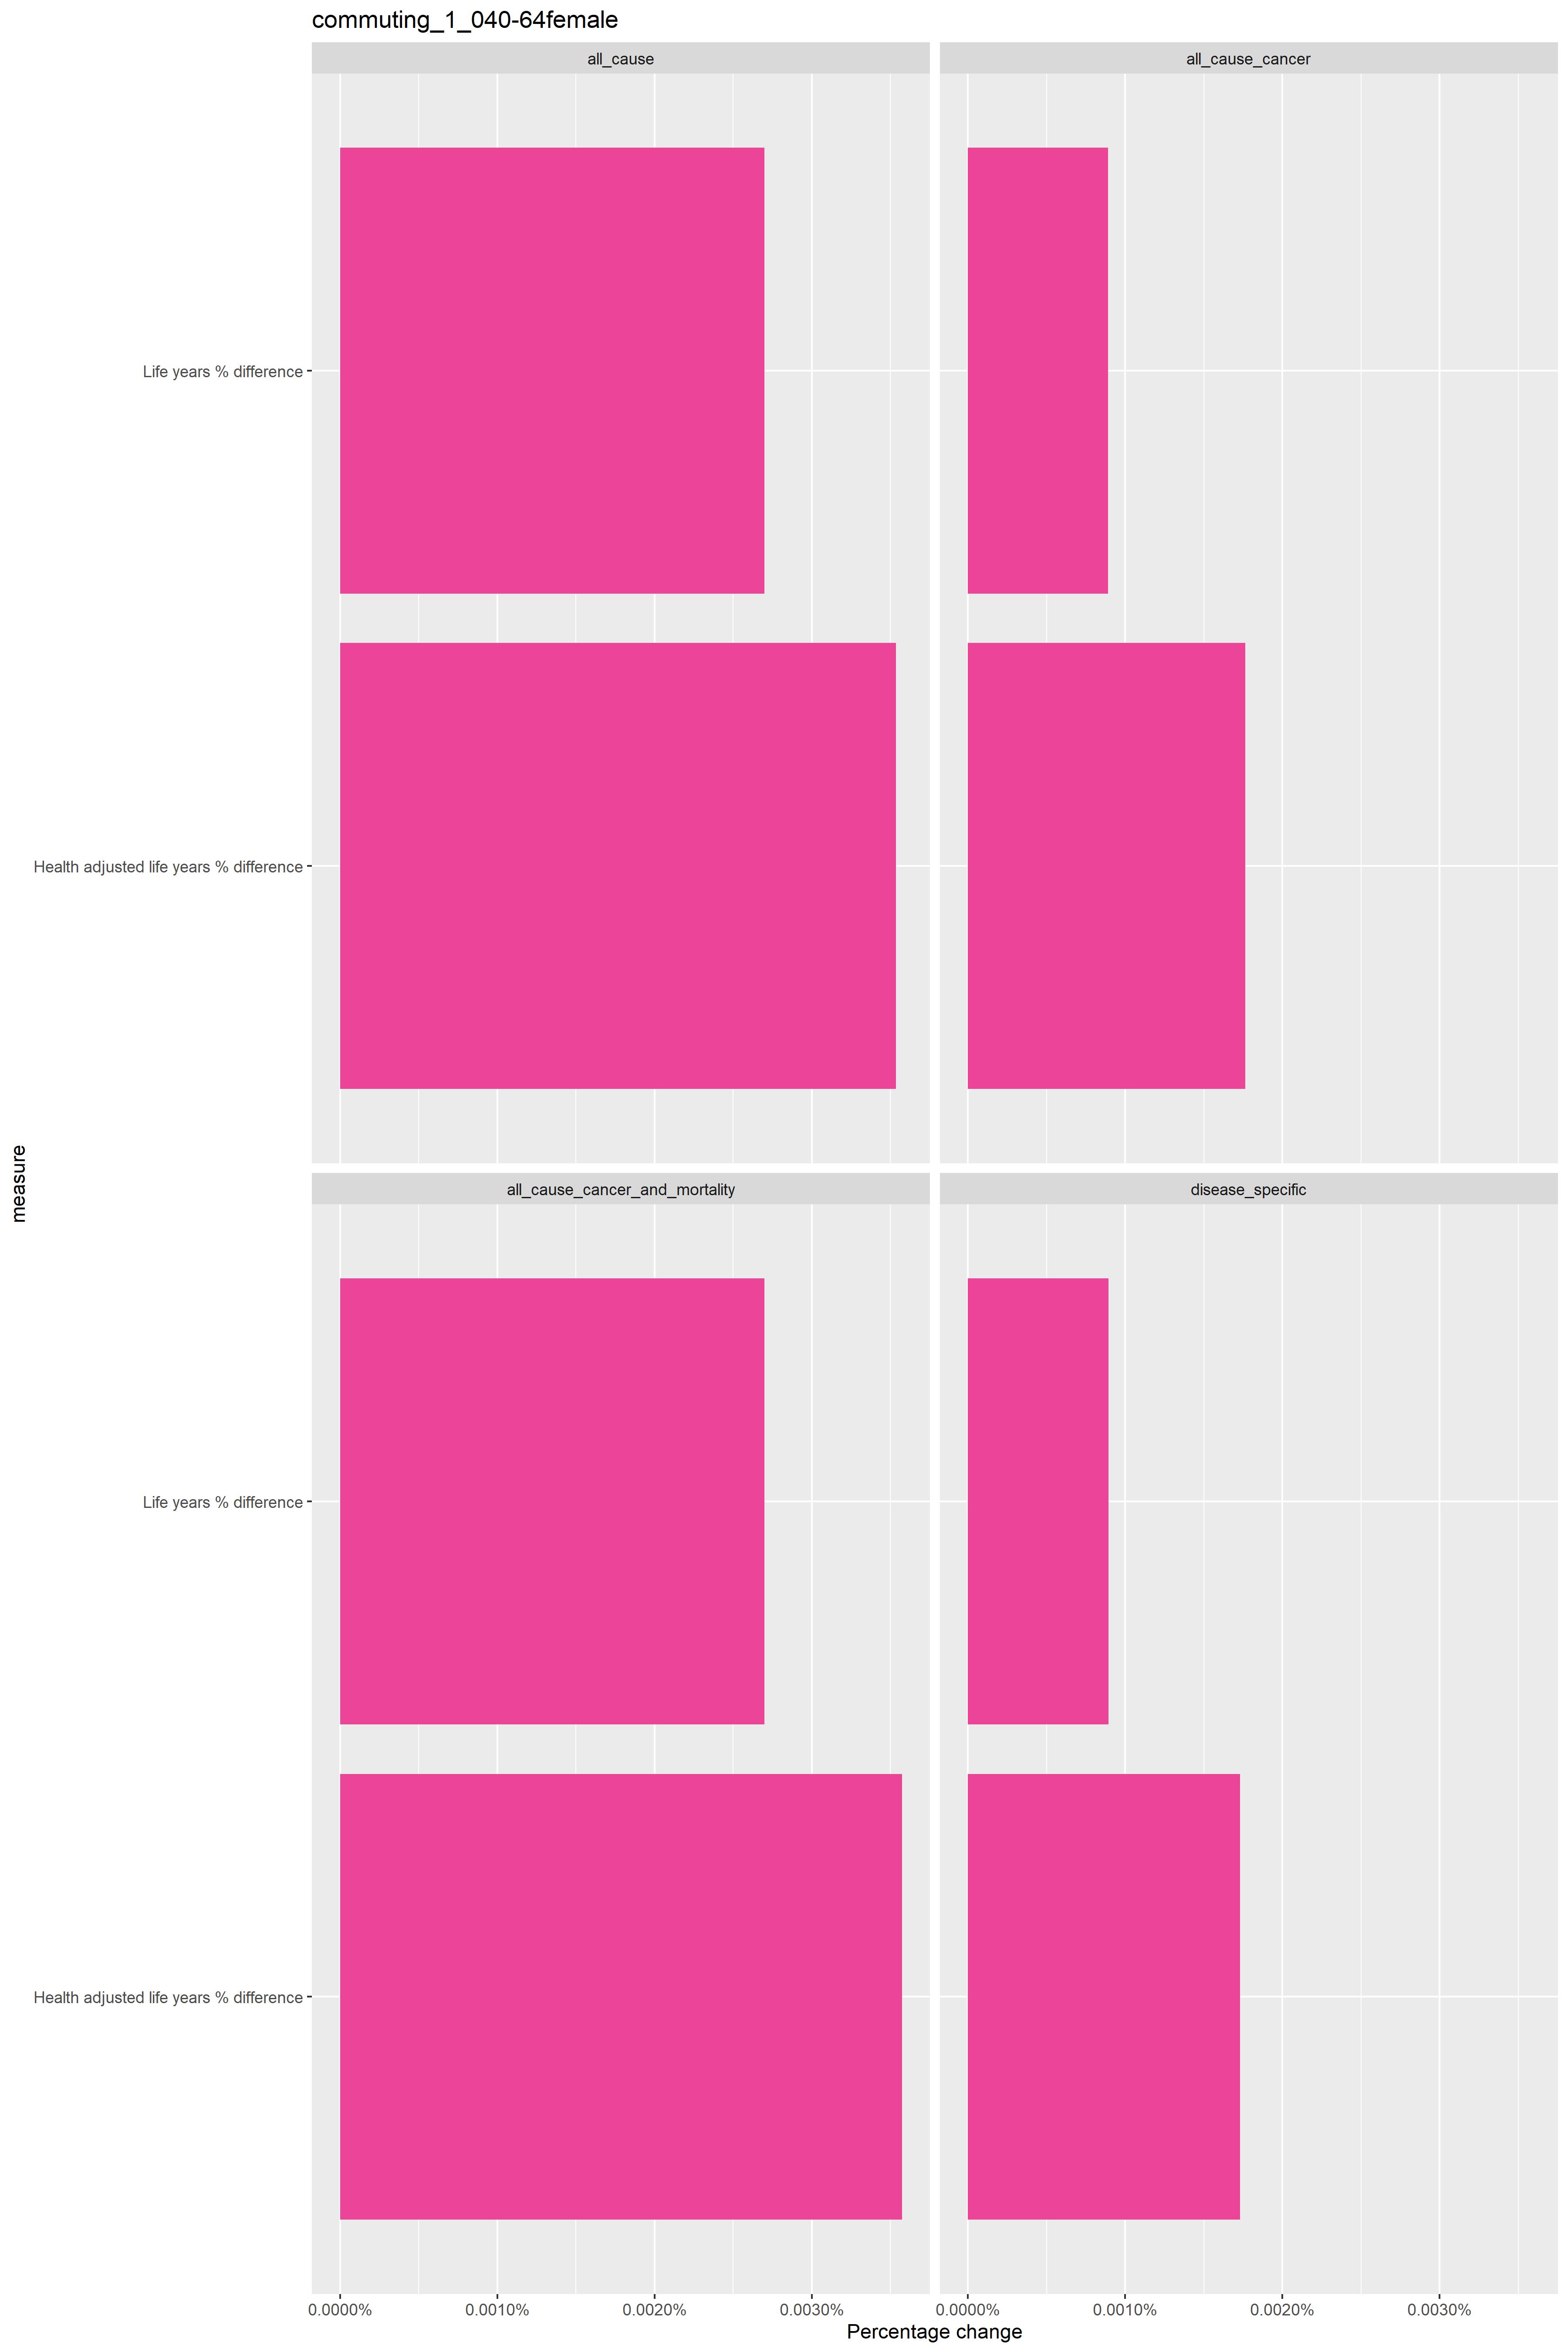 commuting_1_040-64female
all_cause
all_cause_cancer
Life years % difference
Health adjusted life years % difference
measure
all_cause_cancer_and_mortality
disease_specific
Life years % difference
Health adjusted life years % difference
0.0000% 0.0010% 0.0020% 0.0030% 0.0000% 0.0010% 0.0020% 0.0030%
Percentage change